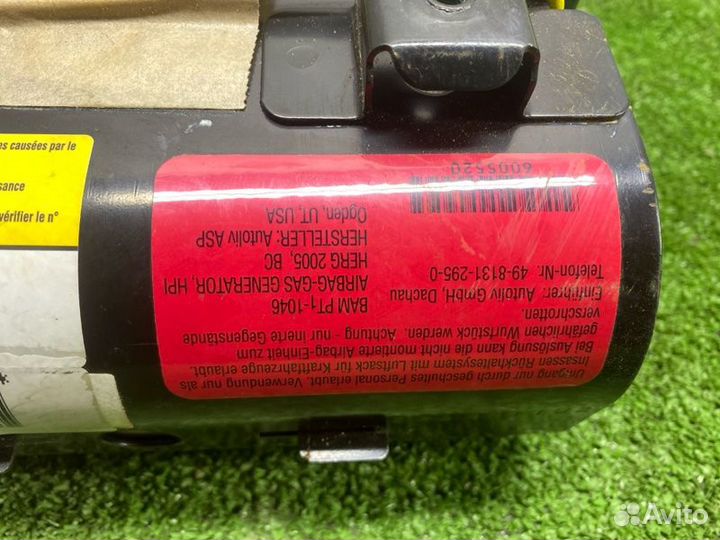 Umgang nur durch geschultes Personal erlaubt. Verwendung nur als
Insassen Rückhaltesystem mit Luftsack für Kraftfahrzeuge erlaubt.
Bei Auslösung kann die nicht montierte Airbag-Einheit zum
gefährlichen Wurfstück werden. Achtung - nur inerte Gegenstände
verschrotten.
BAM PT1-1046
AIRBAG-GAS GENERATOR, HPI
HERG 2005, BC
HERSTELLER: Autoliv ASP
Ogden, UT, USA
Einführer: Autoliv GmbH, Dachau
Telefon-Nr. 49-8131-295-0
6005520
s causées par le
sance
vérifier le n°
Avito